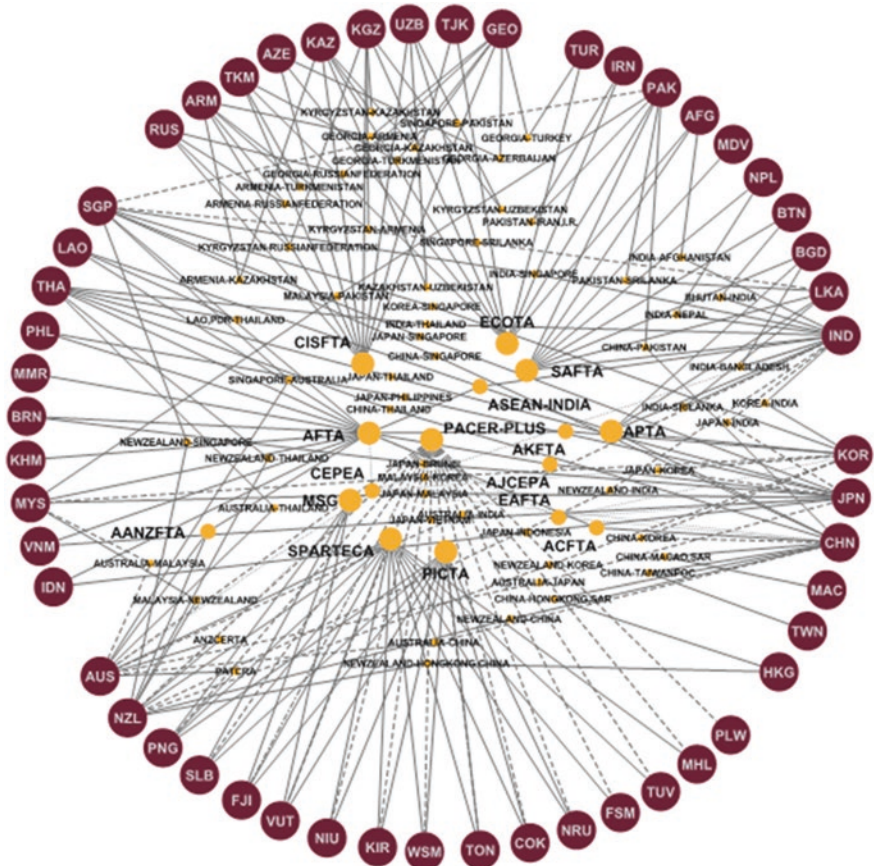 UZB
TJK
KGZ
GEO
KAZ
AZE
TUR
IRN
TKM
PAK
ARM
AFG
RUS
MDV
KYRGYZSTAN-KAZAKHSTAN
SINGAPORE-PAKISTAN
GEORGIA-ARMENIA
GEORGIA-TURKEY
GEORGIA-KAZAKHSTAN
GEORGIA-TURKMENISTAN
GEORGIA-AZERBAIJAN
GEORGIA-RUSSIANFEDERATION
NPL
ARMENIA-TURKMENISTAN
ARMENIA-RUSSIANFEDERATION
SGP
BTN
KYRGYZSTAN-UZBEKISTAN
PAKISTAN-IRAN,I.R.
KYRGYZSTAN-ARMENIA
SINGAPORE-SRILANKA
KYRGYZSTAN-RUSSIANFEDERATION
LAO
BGD
INDIA-AFGHANISTAN
INDIA-SINGAPORE
ARMENIA-KAZAKHSTAN
PAKISTAN-SRILANKA
THA
KAZAKHSTAN-UZBEKISTAN
LKA
MALAYSIA-PAKISTAN
BHUTAN-INDIA
KOREA-SINGAPORE
INDIA-NEPAL
LAO,PDR-THAILAND
ECOTA
INDIA-THAILAND
PHL
IND
JAPAN-SINGAPORE
CISFTA
CHINA-PAKISTAN
CHINA-SINGAPORE
INDIA-BANGLADESH
SAFTA
MMR
JAPAN-THAILAND
SINGAPORE-AUSTRALIA
JAPAN-PHILIPPINES
ASEAN-INDIA
KOREA-INDIA
INDIA-SRILANKA
CHINA-THAILAND
BRN
JAPAN-INDIA
PACER-PLUS
APTA
AFTA
NEWZEALAND-SINGAPORE
AKFTA
KOR
KHM
NEWZEALAND-THAILAND
JAPAN-BRUNEI
JAPAN-KOREA
CEPEA
MALAYSIA-KOREA
AJCEPA
NEWZEALAND-INDIA
JAPAN-MALAYSIA
JPN
MYS
MSG
EAFTA
AUSTRALIA-THAILAND
AUSTRALIA-INDIA
JAPAN-VIETNAM
AANZFTA
JAPAN-INDONESIA
CHINA-KOREA
CHN
VNM
ACFTA
SPARTECA
CHINA-MACAO,SAR
AUSTRALIA-MALAYSIA
NEWZEALAND-KOREA
PICTA
CHINA-TAIWANPOC
AUSTRALIA-JAPAN
IDN
MAC
MALAYSIA-NEWZEALAND
CHINA-HONGKONG,SAR
NEWZEALAND-CHINA
TWN
ANZCERTA
AUSTRALIA-CHINA
NEWZEALAND-HONGKONG,CHINA
PATCRA
HKG
AUS
NZL
PLW
PNG
MHL
SLB
TUV
FJI
FSM
VUT
NRU
NIU
COK
KIR
TON
WSM